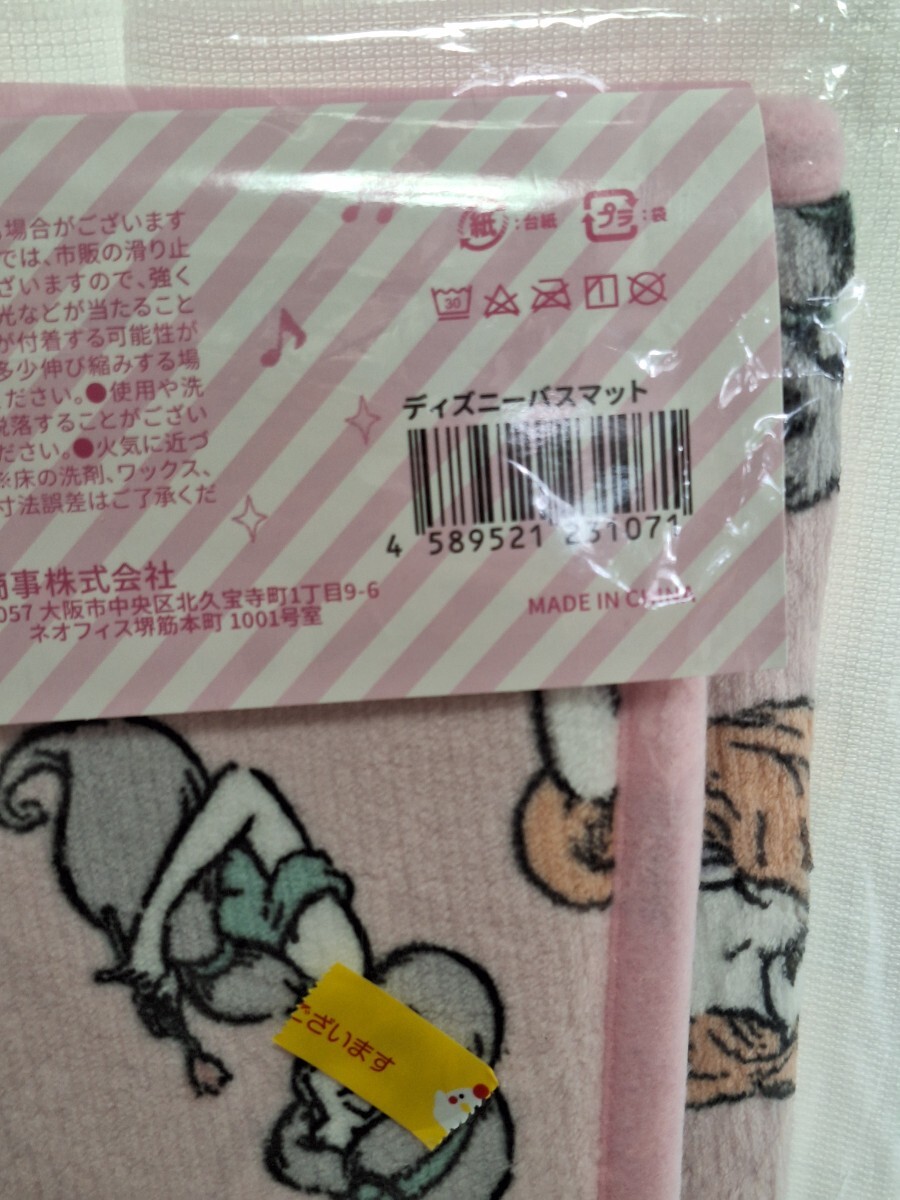 場合がございます
では、市販の滑り止
ざいますので、強く
光などが当たること
が付着する可能性が
多少伸び縮みする場
ください。●使用や洗
脱落することがござい
ださい。●火気に近づ
※床の洗剤、ワックス、
寸法誤差はご了承くだ
商事株式会社
057 大阪市中央区北久宝寺町1丁目9-6
ネオフィス堺筋本町 1001号室
紙:台紙 プラ:袋
30
ディズニーバスマット
4 589521 231071
MADE IN CHINA
ございます